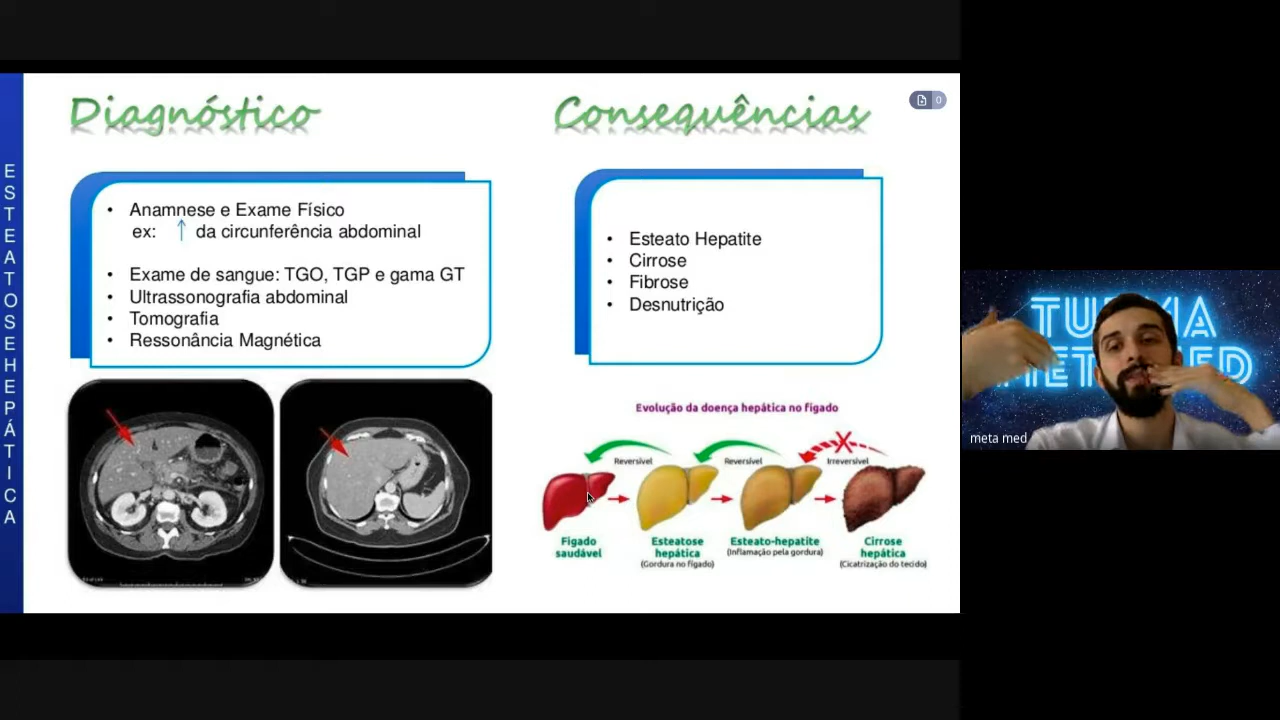 ESTEATOSE HEPÁTICA
Diagnóstico
Anamnese e Exame Físico
ex: ↑ da circunferência abdominal
Exame de sangue: TGO, TGP e gama GT
Ultrassonografia abdominal
Tomografia
Ressonância Magnética
Consequências
0
Esteato Hepatite
Cirrose
Fibrose
Desnutrição
Evolução da doença hepática no fígado
Reversível
Reversível
Irreversível
Fígado
saudável
Esteatose
hepática
(Gordura no fígado)
Esteato-hepatite
(Inflamação pela gordura)
Cirrose
hepática
(Cicatrização do tecido)
meta med